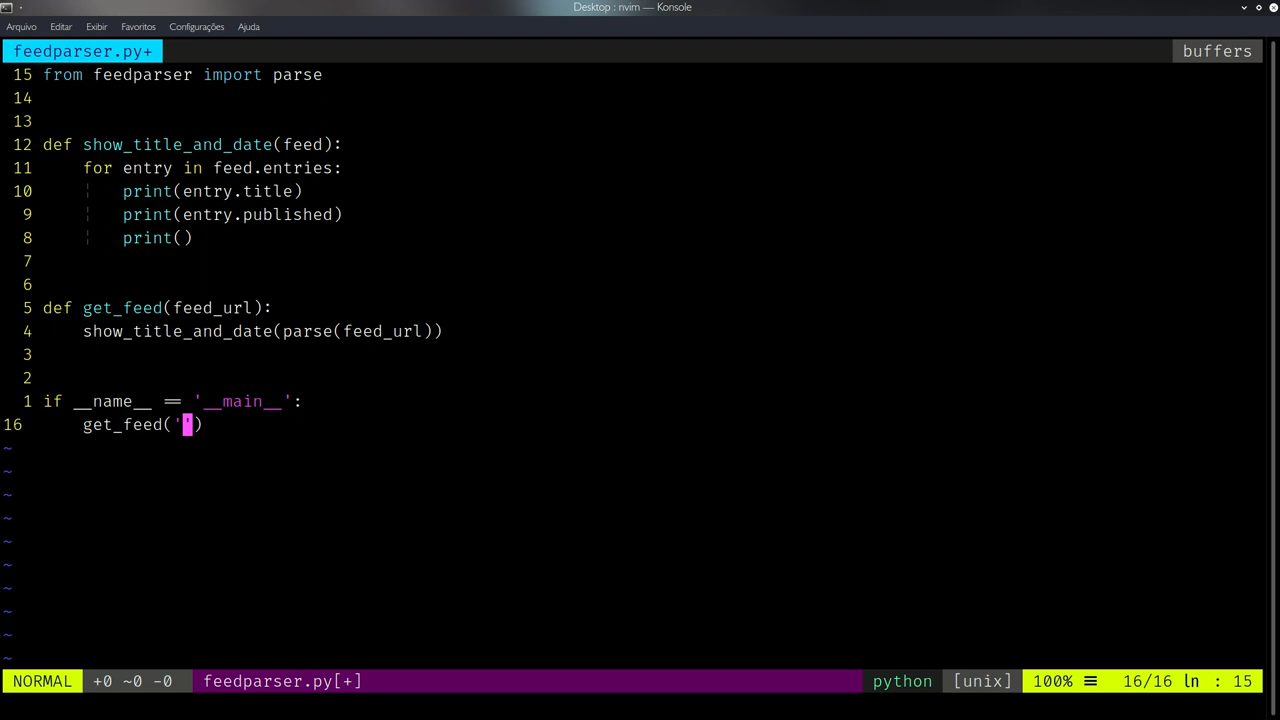 Desktop : nvim — Konsole
Arquivo Editar Exibir Favoritos Configurações Ajuda
feedparser.py+ buffers
15 from feedparser import parse
14
13
12 def show_title_and_date(feed):
11     for entry in feed.entries:
10     ¦   print(entry.title)
9     ¦   print(entry.published)
8     ¦   print()
7
6
5 def get_feed(feed_url):
4     show_title_and_date(parse(feed_url))
3
2
1 if __name__ == '__main__':
16     get_feed('')
~
~
~
~
~
~
~
~
~
~
NORMAL +0 ~0 -0 feedparser.py[+] python [unix] 100% ≡ 16/16 ln : 15